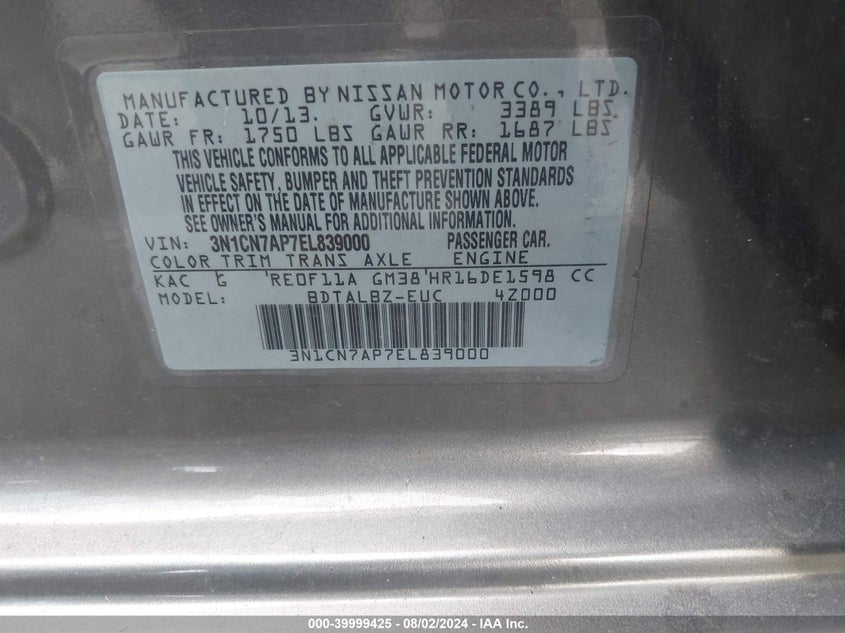 MANUFACTURED BY NISSAN MOTOR CO., LTD.
DATE: 10/13. GVWR: 3389 LBS
GAWR FR: 1750 LBS GAWR RR: 1687 LBS
THIS VEHICLE CONFORMS TO ALL APPLICABLE FEDERAL MOTOR
VEHICLE SAFETY, BUMPER AND THEFT PREVENTION STANDARDS
IN EFFECT ON THE DATE OF MANUFACTURE SHOWN ABOVE.
SEE OWNER'S MANUAL FOR ADDITIONAL INFORMATION.
VIN: 3N1CN7AP7EL839000 PASSENGER CAR.
COLOR TRIM TRANS AXLE ENGINE
KAC G RE0F11A GM38 HR16DE1598 CC
MODEL: BDTALBZ-EUC 4Z000
3N1CN7AP7EL839000
000-39999425 - 08/02/2024 - IAA Inc.